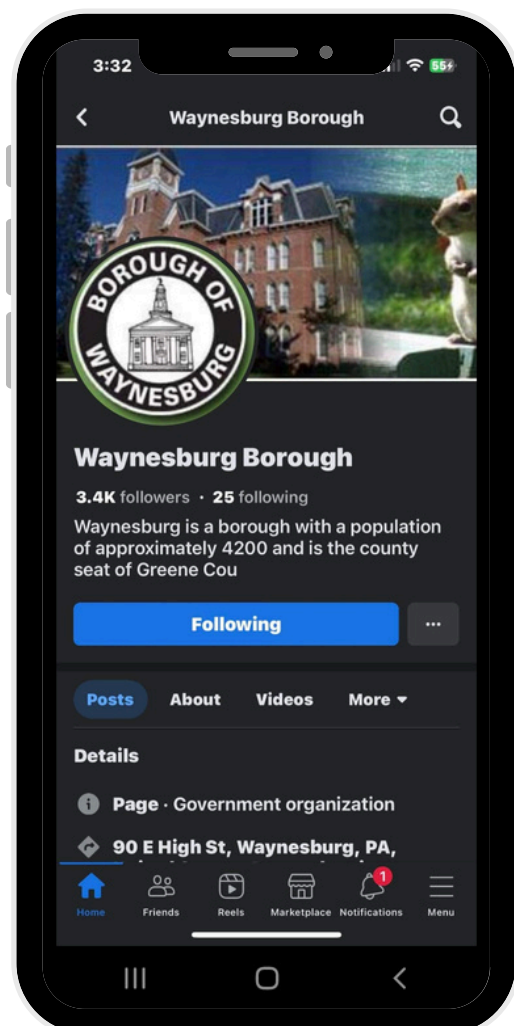 3:32
55
Waynesburg Borough
BOROUGH OF
WAYNESBURG
Waynesburg Borough
3.4K followers · 25 following
Waynesburg is a borough with a population
of approximately 4200 and is the county
seat of Greene Cou
Following
Posts About Videos More
Details
Page · Government organization
90 E High St, Waynesburg, PA,
1
Home Friends Reels Marketplace Notifications Menu